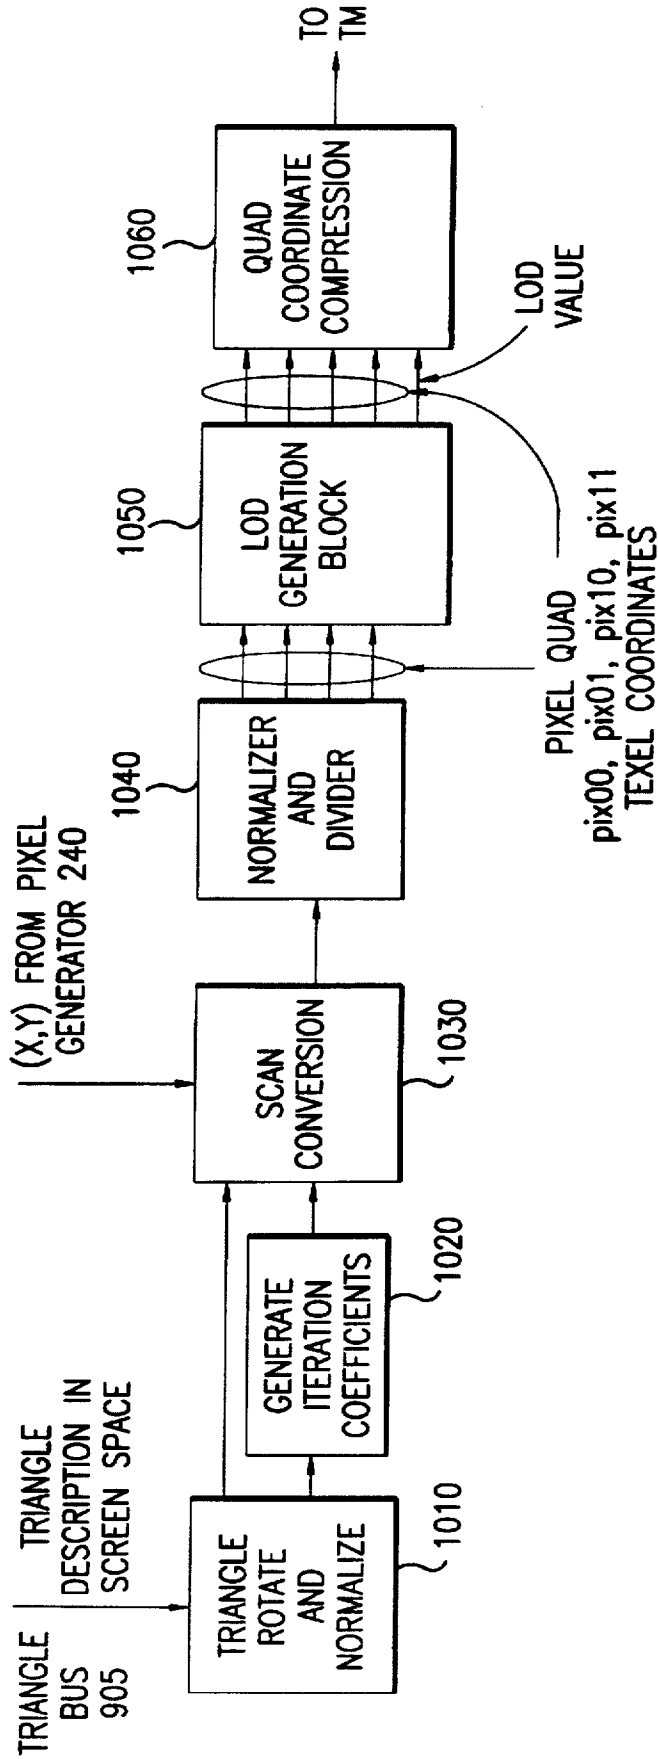 TRIANGLE
BUS
905
TRIANGLE
DESCRIPTION IN
SCREEN SPACE
TRIANGLE
ROTATE
AND
NORMALIZE
1010
GENERATE
ITERATION
COEFFICIENTS
1020
(X,Y) FROM PIXEL
GENERATOR 240
SCAN
CONVERSION
1030
1040
NORMALIZER
AND
DIVIDER
PIXEL QUAD
pix00, pix01, pix10, pix11
TEXEL COORDINATES
1050
LOD
GENERATION
BLOCK
LOD
VALUE
1060
QUAD
COORDINATE
COMPRESSION
TO
TM